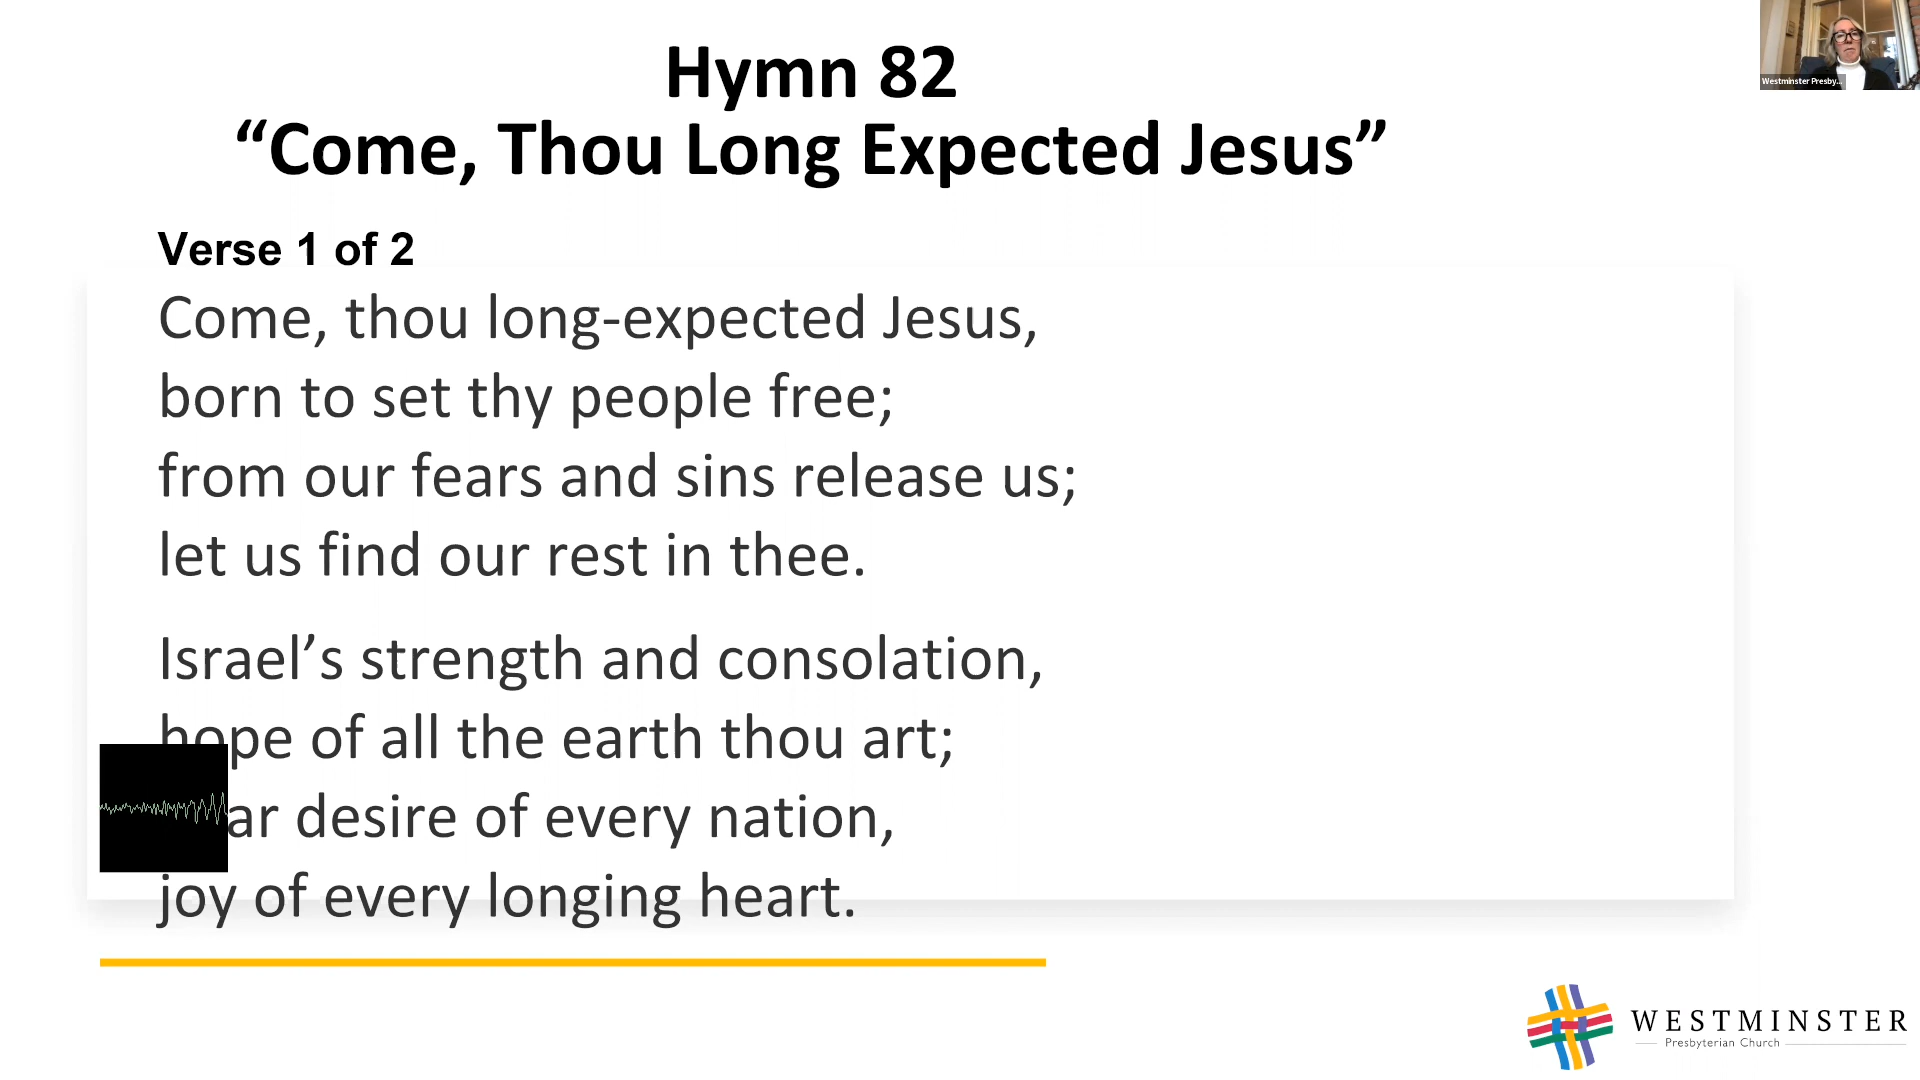 Hymn 82
“Come, Thou Long Expected Jesus”
Westminster Presby...
Verse 1 of 2
Come, thou long-expected Jesus,
born to set thy people free;
from our fears and sins release us;
let us find our rest in thee.
Israel’s strength and consolation,
hope of all the earth thou art;
desire of every nation,
joy of every longing heart.
WESTMINSTER
Presbyterian Church